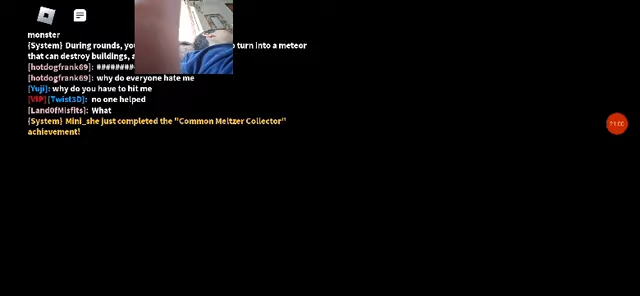 monster
{System} During rounds, you turn into a meteor
that can destroy buildings, a
[hotdogfrank69]: ########
[hotdogfrank69]: why do everyone hate me
[Yuji]: why do you have to hit me
[VIP] [Twist3D]: no one helped
[Land0fMisfits]: What
{System} Mini_she just completed the "Common Meltzer Collector"
achievement!